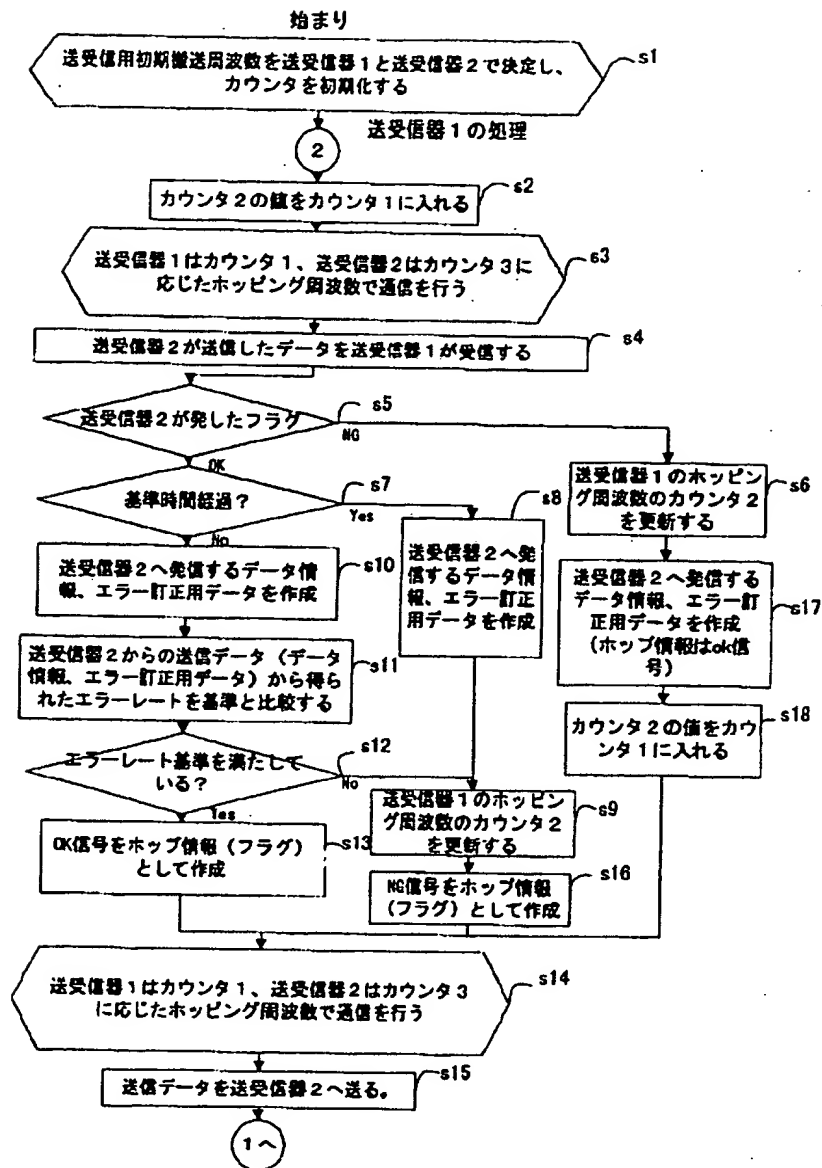 始まり
送受信用初期搬送周波数を送受信器1と送受信器2で決定し、
カウンタを初期化する
s1
送受信器1の処理
2
カウンタ2の値をカウンタ1に入れる
s2
送受信器1はカウンタ1、送受信器2はカウンタ3に
応じたホッピング周波数で通信を行う
s3
送受信器2が送信したデータを送受信器1が受信する
s4
送受信器2が発したフラグ
s5
NG
OK
送受信器1のホッピン
グ周波数のカウンタ2
を更新する
s6
基準時間経過?
s7
Yes
No
送受信器2へ発
信するデータ情
報、エラー訂正
用データを作成
s8
送受信器2へ発信するデータ情
報、エラー訂正用データを作成
s10
送受信器2へ発信する
データ情報、エラー訂
正用データを作成
(ホップ情報はok信
号)
s17
送受信器2からの送信データ(データ
情報、エラー訂正用データ)から得ら
れたエラーレートを基準と比較する
s11
カウンタ2の値をカウ
ンタ1に入れる
s18
エラーレート基準を満たして
いる?
s12
No
Yes
送受信器1のホッピン
グ周波数のカウンタ2
を更新する
s9
OK信号をホップ情報(フラグ)
として作成
s13
NG信号をホップ情報
(フラグ)として作成
s16
送受信器1はカウンタ1、送受信器2はカウンタ3
に応じたホッピング周波数で通信を行う
s14
送信データを送受信器2へ送る。
s15
1へ